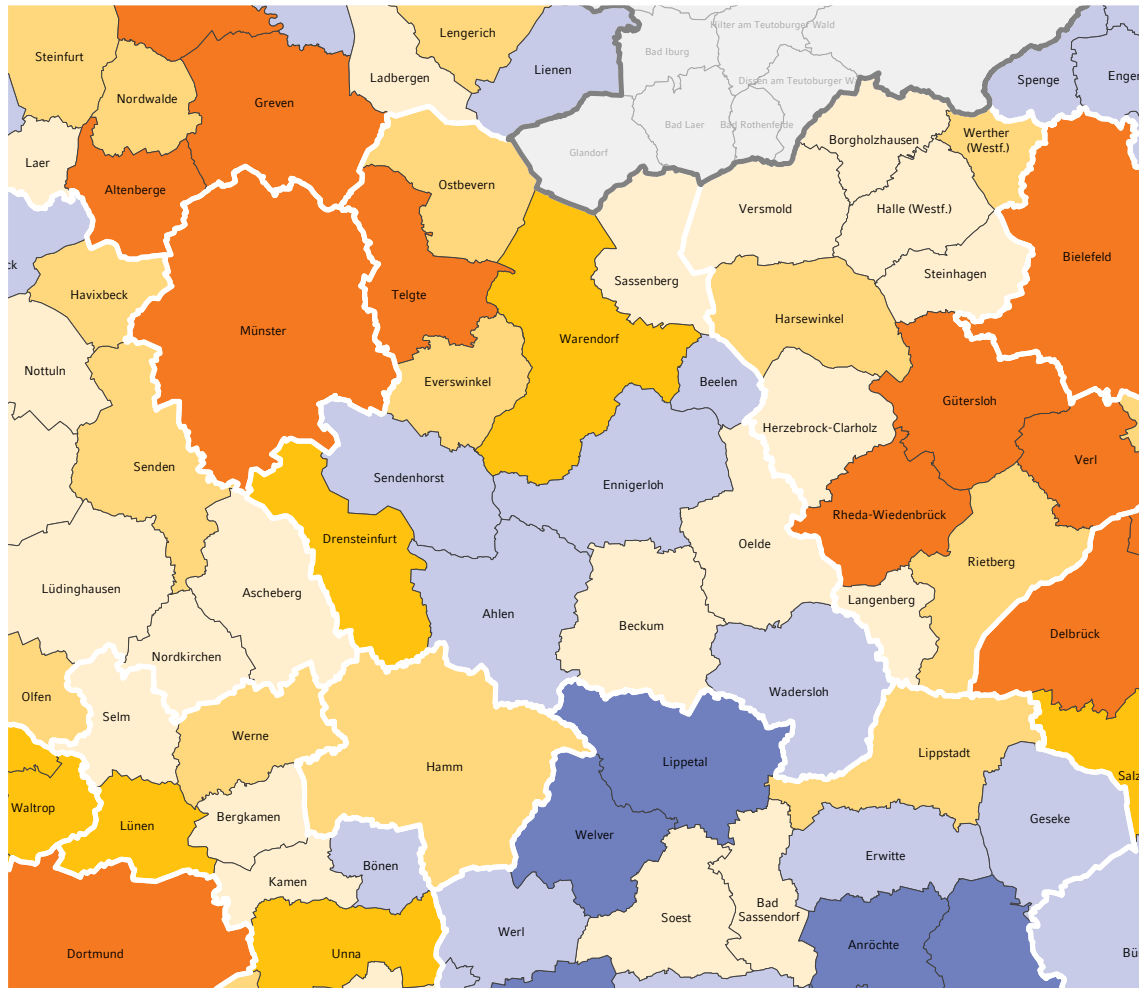 Hilter am Teutoburger Wald
Lengerich
Bad Iburg
Steinfurt
Lienen
Ladbergen
Spenge
Enger
Dissen am Teutoburger W
Nordwalde
Greven
Bad Laer
Bad Rothenfelde
Borgholzhausen
Werther
(Westf.)
Glandorf
Laer
Altenberge
Ostbevern
Versmold
Halle (Westf.)
Bielefeld
ck
Steinhagen
Sassenberg
Havixbeck
Telgte
Harsewinkel
Münster
Warendorf
Nottuln
Everswinkel
Beelen
Gütersloh
Herzebrock-Clarholz
Verl
Senden
Sendenhorst
Ennigerloh
Rheda-Wiedenbrück
Drensteinfurt
Oelde
Rietberg
Lüdinghausen
Ascheberg
Langenberg
Ahlen
Beckum
Delbrück
Nordkirchen
Wadersloh
Olfen
Selm
Werne
Lippstadt
Hamm
Lippetal
Salz
Waltrop
Lünen
Bergkamen
Geseke
Welver
Erwitte
Bönen
Kamen
Bad
Sassendorf
Soest
Werl
Anröchte
Dortmund
Unna
Bü